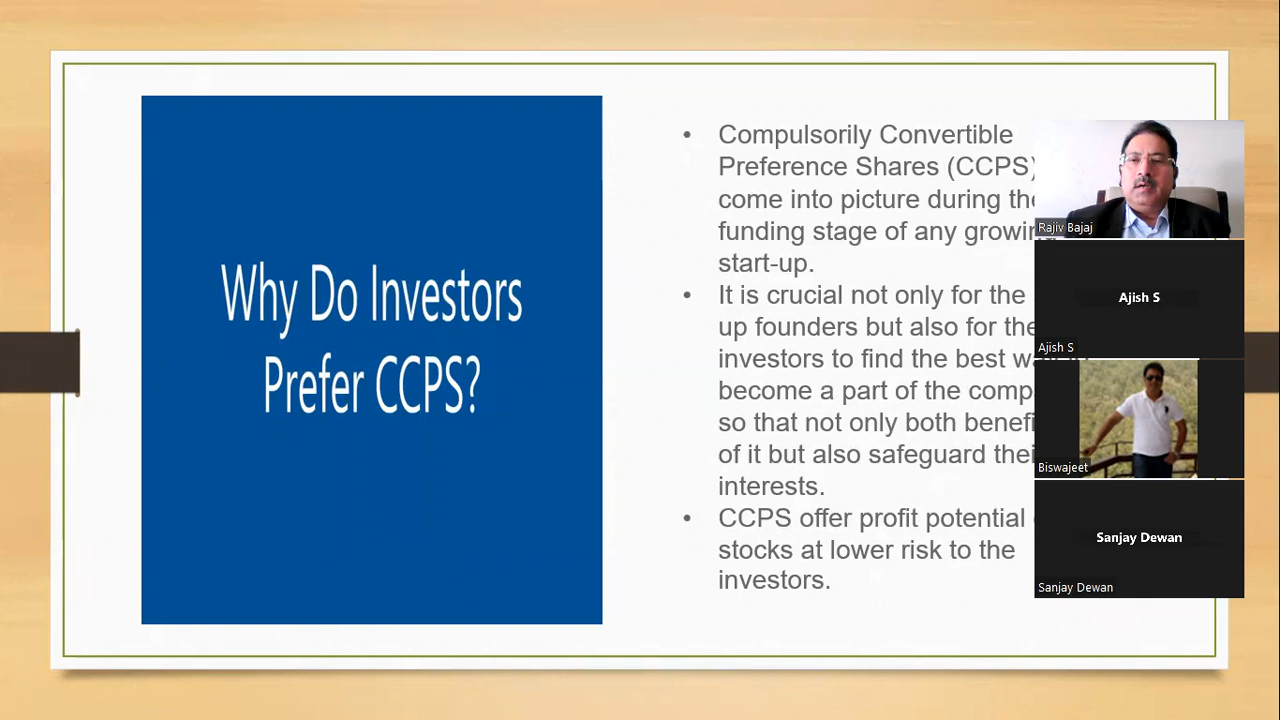 Why Do Investors
Prefer CCPS?
• Compulsorily Convertible
Preference Shares (CCPS)
come into picture during the
funding stage of any growing
start-up.
• It is crucial not only for the
up founders but also for the
investors to find the best
become a part of the
so that not only both
of it but also safeguard their
interests.
• CCPS offer profit potential
stocks at lower risk to the
investors.
Rajiv Bajaj
Ajish S
Ajish S
Biswajeet
Sanjay Dewan
Sanjay Dewan